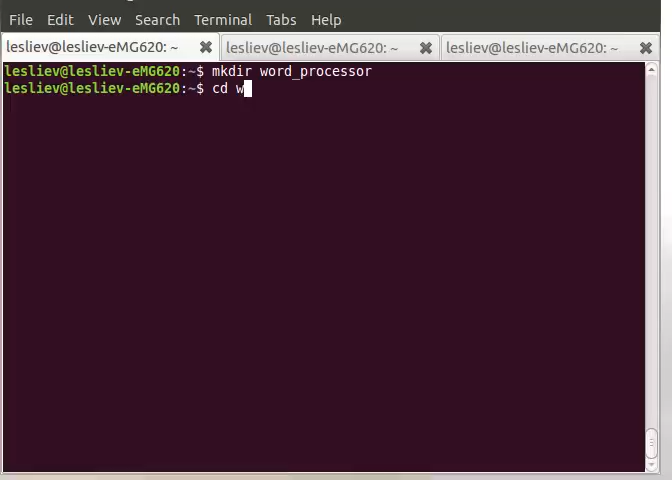 File Edit View Search Terminal Tabs Help
lesliev@lesliev-eMG620: ~ lesliev@lesliev-eMG620: ~ lesliev@lesliev-eMG620: ~
lesliev@lesliev-eMG620:~$ mkdir word_processor
lesliev@lesliev-eMG620:~$ cd w